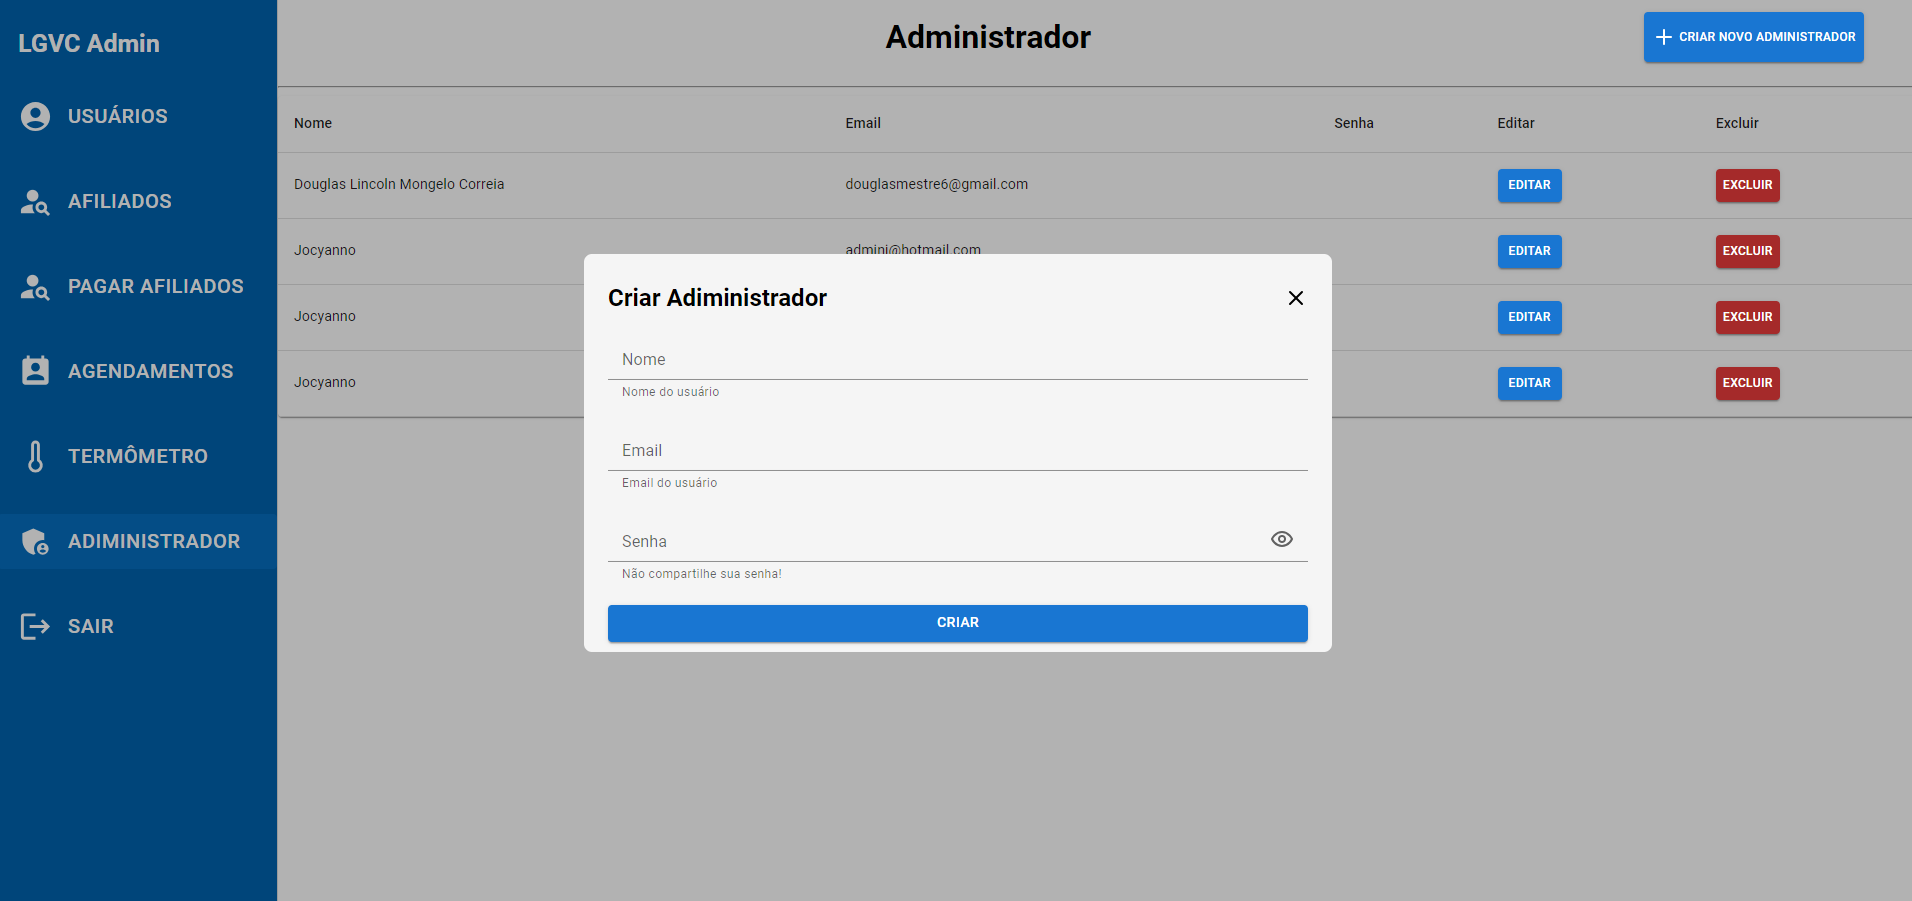 LGVC Admin
USUÁRIOS
AFILIADOS
PAGAR AFILIADOS
AGENDAMENTOS
TERMÔMETRO
ADIMINISTRADOR
SAIR
Administrador
CRIAR NOVO ADMINISTRADOR
Nome Email Senha Editar Excluir
Douglas Lincoln Mongelo Correia douglasmestre6@gmail.com EDITAR EXCLUIR
Jocyanno admini@hotmail.com EDITAR EXCLUIR
Jocyanno EDITAR EXCLUIR
Jocyanno EDITAR EXCLUIR
Criar Adiministrador
Nome
Nome do usuário
Email
Email do usuário
Senha
Não compartilhe sua senha!
CRIAR